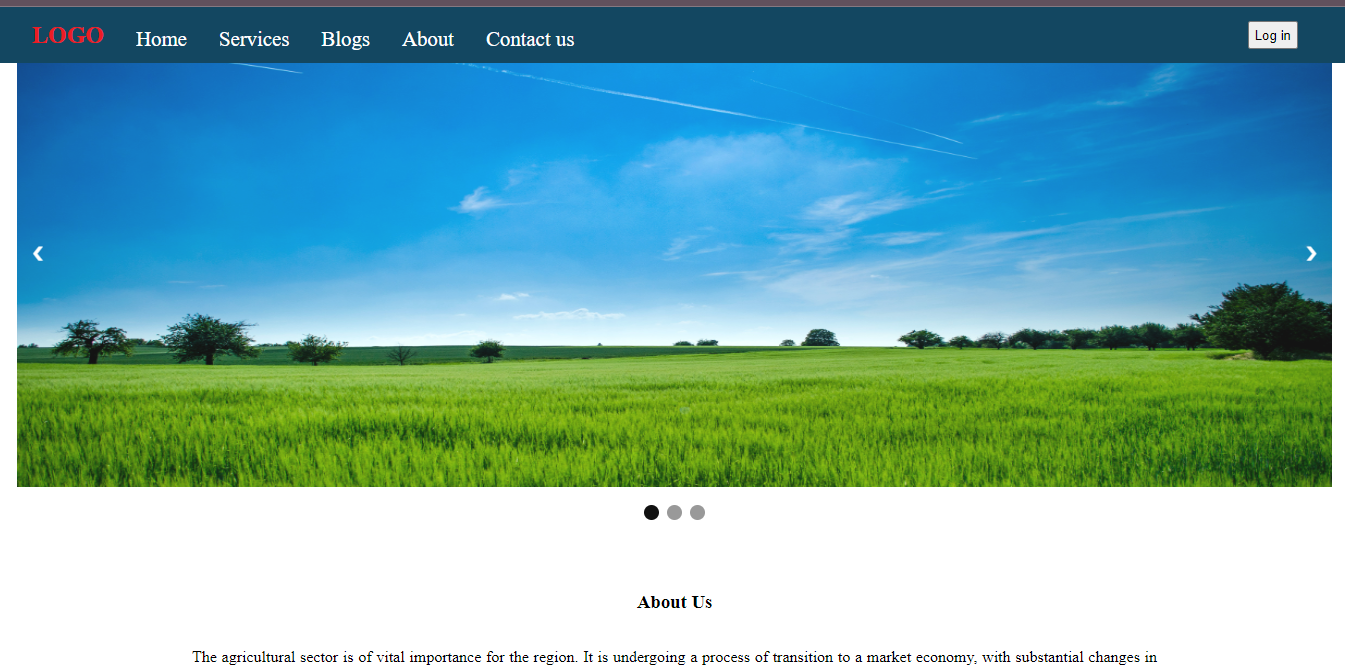 LOGO Home Services Blogs About Contact us Log in
❮ ❯
About Us
The agricultural sector is of vital importance for the region. It is undergoing a process of transition to a market economy, with substantial changes in